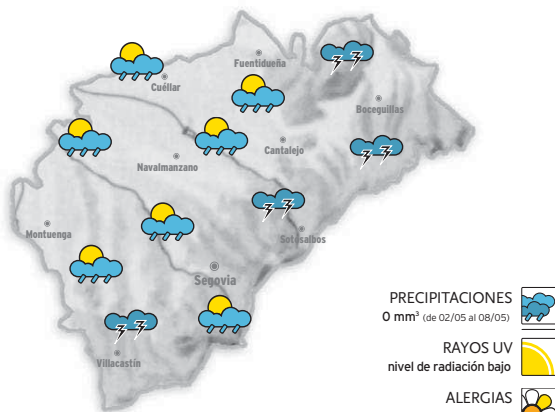 Fuentidueña
Cuéllar
Boceguillas
Cantalejo
Navalmanzano
Montuenga
Sotosalbos
Segovia
Villacastín
PRECIPITACIONES
0 mm³ (de 02/05 al 08/05)
RAYOS UV
nivel de radiación bajo
ALERGIAS